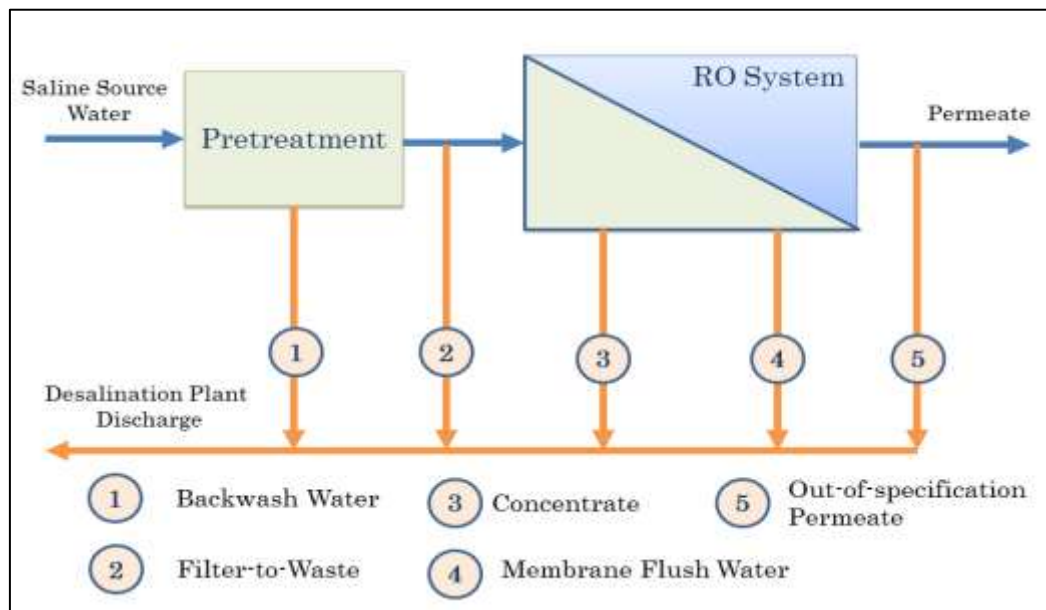 Saline Source
Water
Pretreatment
RO System
Permeate
1
2
3
4
5
Desalination Plant
Discharge
1 Backwash Water
3 Concentrate
5 Out-of-specification
Permeate
2 Filter-to-Waste
4 Membrane Flush Water